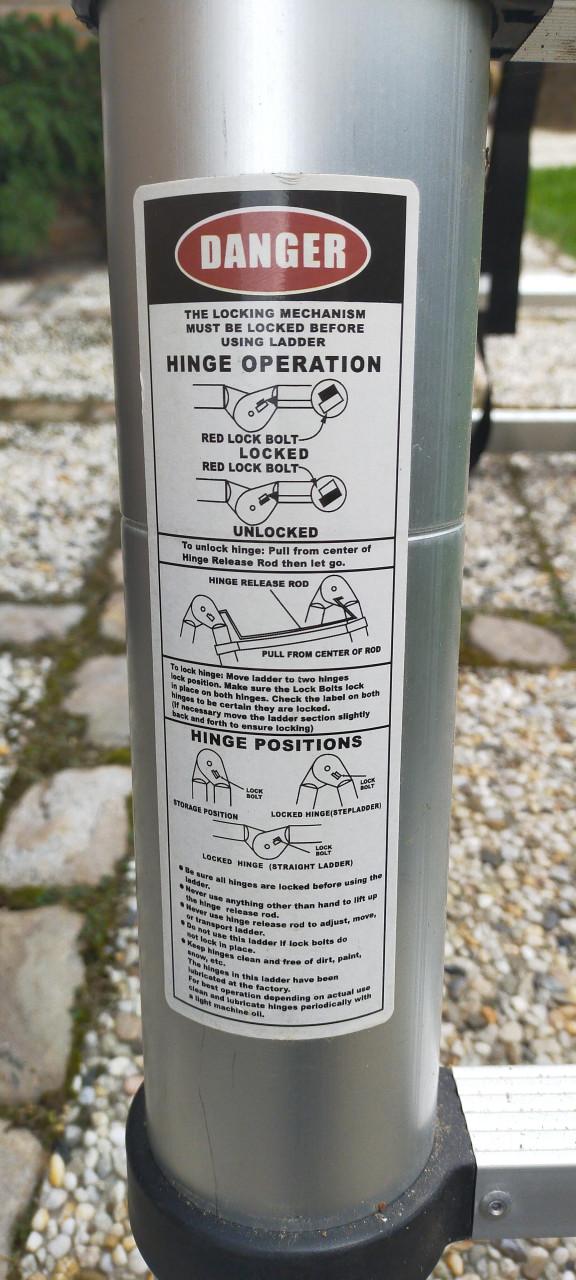 DANGER
THE LOCKING MECHANISM
MUST BE LOCKED BEFORE
USING LADDER
HINGE OPERATION
RED LOCK BOLT
LOCKED
RED LOCK BOLT
UNLOCKED
To unlock hinge: Pull from center of
Hinge Release Rod then let go.
HINGE RELEASE ROD
PULL FROM CENTER OF ROD
To lock hinge: Move ladder to two hinges
lock position. Make sure the Lock Bolts lock
in place on both hinges. Check the label on both
hinges to be certain they are locked.
(If necessary move the ladder section slightly
back and forth to ensure locking)
HINGE POSITIONS
LOCK
BOLT
STORAGE POSITION
LOCK
BOLT
LOCKED HINGE(STEPLADDER)
LOCK
BOLT
LOCKED HINGE (STRAIGHT LADDER)
● Be sure all hinges are locked before using the
ladder.
● Never use anything other than hand to lift up
the hinge release rod.
● Never use hinge release rod to adjust, move,
or transport ladder.
● Do not use this ladder if lock bolts do
not lock in place.
● Keep hinges clean and free of dirt, paint,
snow, etc.
The hinges in this ladder have been
lubricated at the factory.
For best operation depending on actual use
clean and lubricate hinges periodically with
a light machine oil.